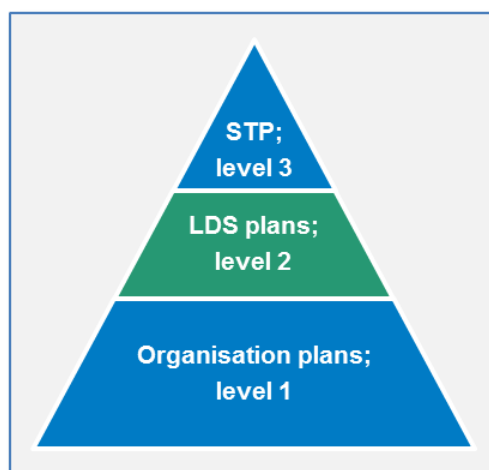 STP;
level 3
LDS plans;
level 2
Organisation plans;
level 1